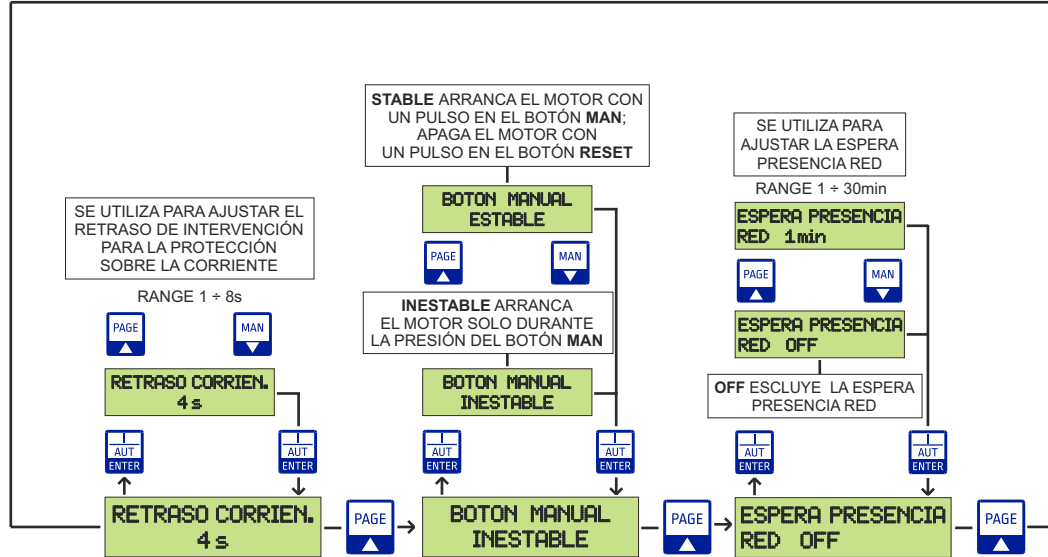 SE UTILIZA PARA AJUSTAR EL
RETRASO DE INTERVENCIÓN
PARA LA PROTECCIÓN
SOBRE LA CORRIENTE
RANGE 1 ÷ 8s
PAGE
MAN
RETRASO CORRIEN.
4 s
AUT
ENTER
AUT
ENTER
RETRASO CORRIEN.
4 s
PAGE
STABLE ARRANCA EL MOTOR CON
UN PULSO EN EL BOTÓN MAN;
APAGA EL MOTOR CON
UN PULSO EN EL BOTÓN RESET
BOTON MANUAL
ESTABLE
PAGE
MAN
INESTABLE ARRANCA
EL MOTOR SOLO DURANTE
LA PRESIÓN DEL BOTÓN MAN
BOTON MANUAL
INESTABLE
AUT
ENTER
AUT
ENTER
BOTON MANUAL
INESTABLE
PAGE
SE UTILIZA PARA
AJUSTAR LA ESPERA
PRESENCIA RED
RANGE 1 ÷ 30min
ESPERA PRESENCIA
RED 1min
PAGE
MAN
ESPERA PRESENCIA
RED OFF
OFF ESCLUYE LA ESPERA
PRESENCIA RED
AUT
ENTER
AUT
ENTER
ESPERA PRESENCIA
RED OFF
PAGE